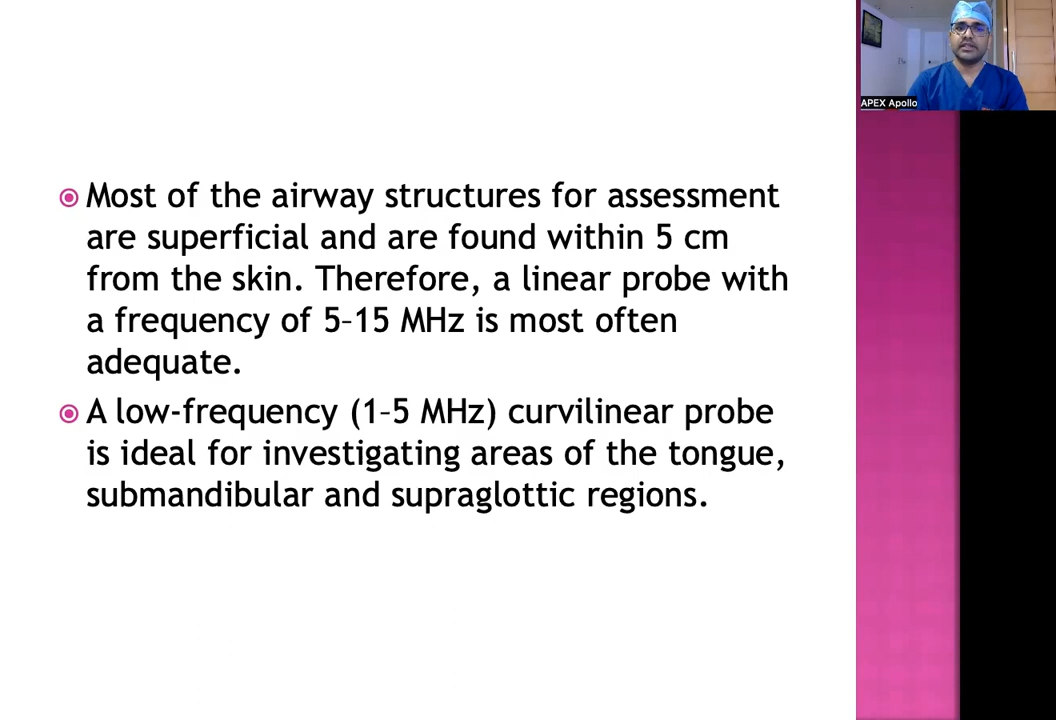 APEX Apollo
Most of the airway structures for assessment
are superficial and are found within 5 cm
from the skin. Therefore, a linear probe with
a frequency of 5–15 MHz is most often
adequate.
A low-frequency (1–5 MHz) curvilinear probe
is ideal for investigating areas of the tongue,
submandibular and supraglottic regions.